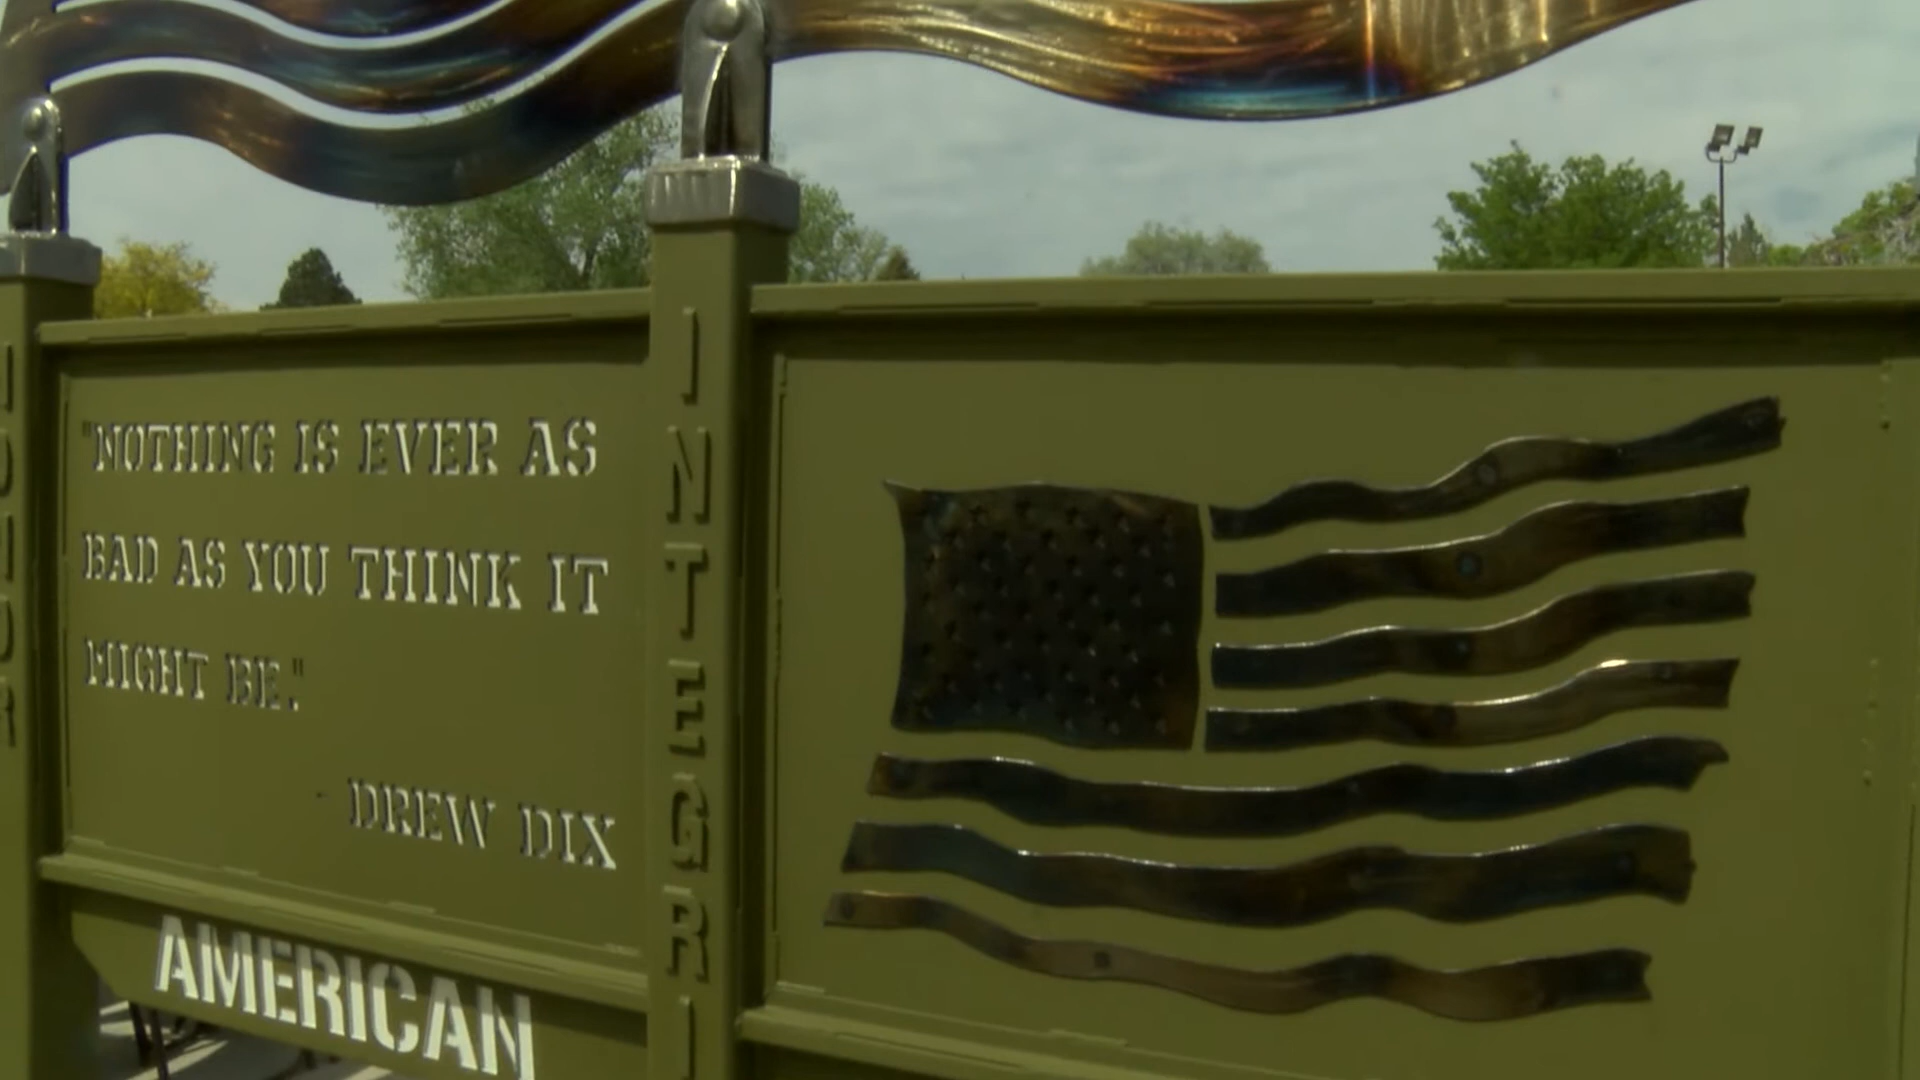 "NOTHING IS EVER AS
BAD AS YOU THINK IT
MIGHT BE."
- DREW DIX
AMERICAN
INTEGRI